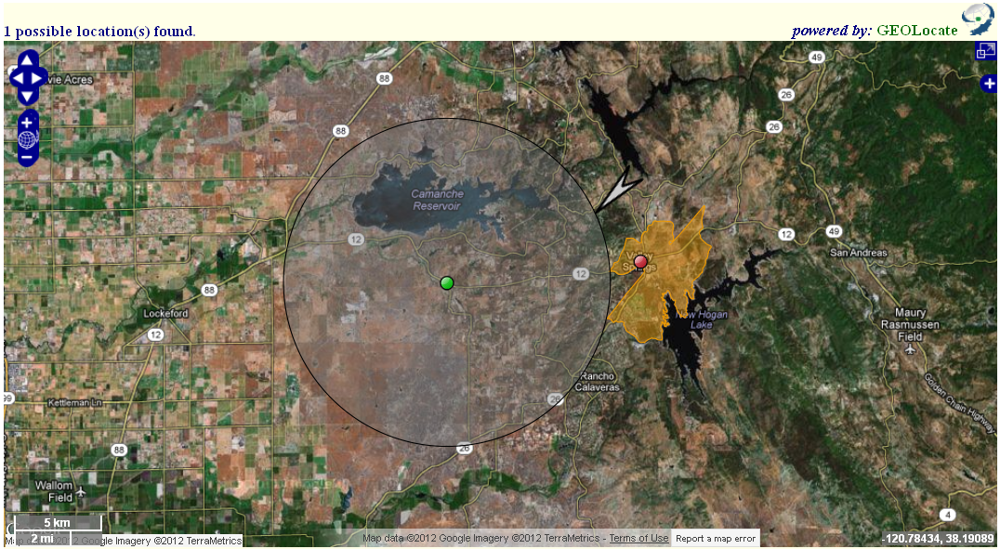 1 possible location(s) found.
powered by: GEOLocate
vie Acres
88
49
26
88
26
Camanche
Reservoir
12
12
49
Valley
Springs
12
San Andreas
88
Lockeford
12
New Hogan
Lake
Maury
Rasmussen
Field
Rancho
Calaveras
Golden Chain Highway
99
Kettleman Ln
26
88
26
Wallom
Field
4
5 km
2 mi
Map data ©2012 Google Imagery ©2012 TerraMetrics
Map data ©2012 Google Imagery ©2012 TerraMetrics - Terms of Use
Report a map error
-120.78434, 38.19089